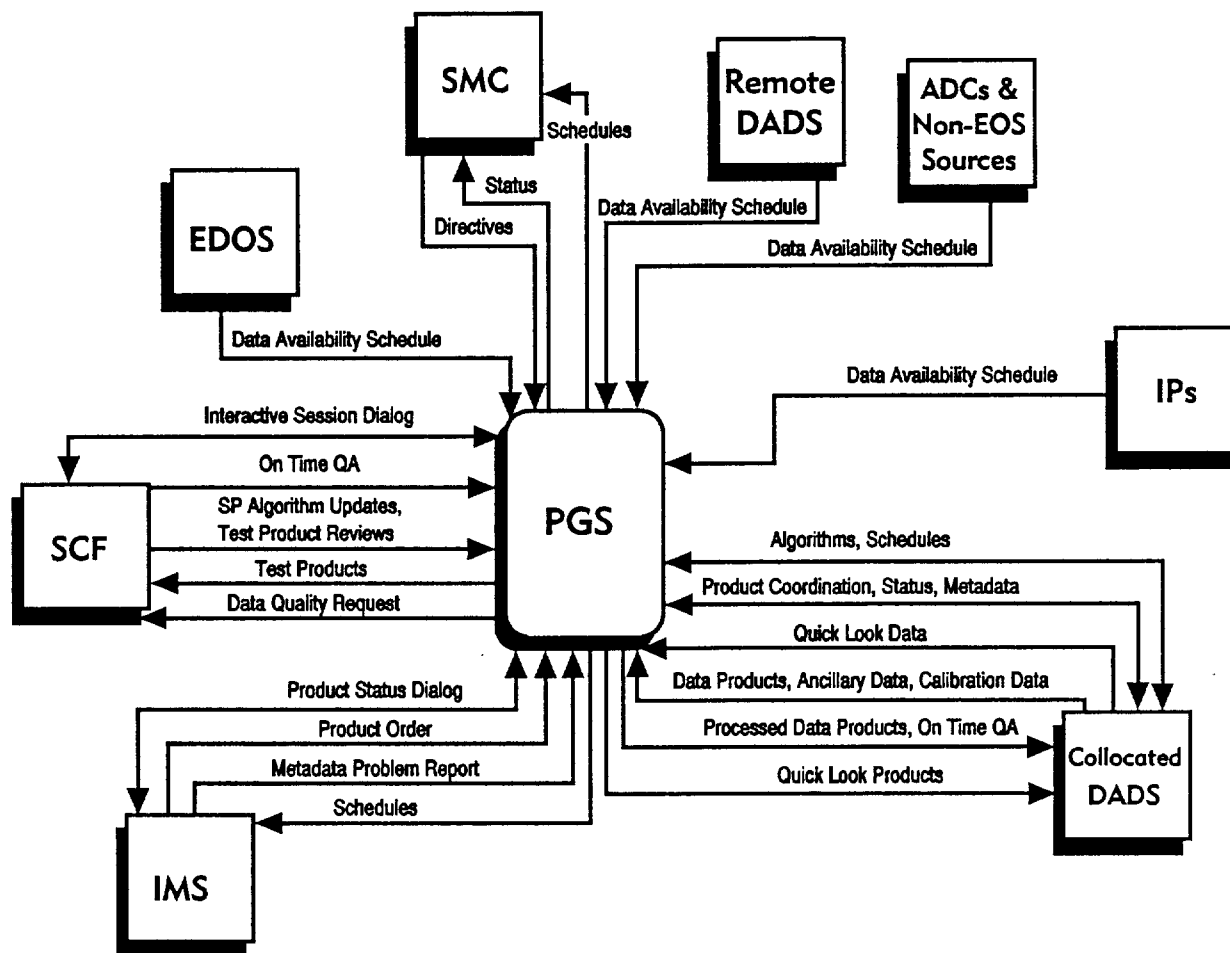 SMC
Remote
DADS
ADCs &
Non-EOS
Sources
Schedules
Status
EDOS
Directives
Data Availability Schedule
Data Availability Schedule
Data Availability Schedule
IPs
Data Availability Schedule
Interactive Session Dialog
On Time QA
SP Algorithm Updates,
Test Product Reviews
SCF
PGS
Test Products
Data Quality Request
Algorithms, Schedules
Product Coordination, Status, Metadata
Quick Look Data
Data Products, Ancillary Data, Calibration Data
Processed Data Products, On Time QA
Quick Look Products
Collocated
DADS
Product Status Dialog
Product Order
Metadata Problem Report
Schedules
IMS